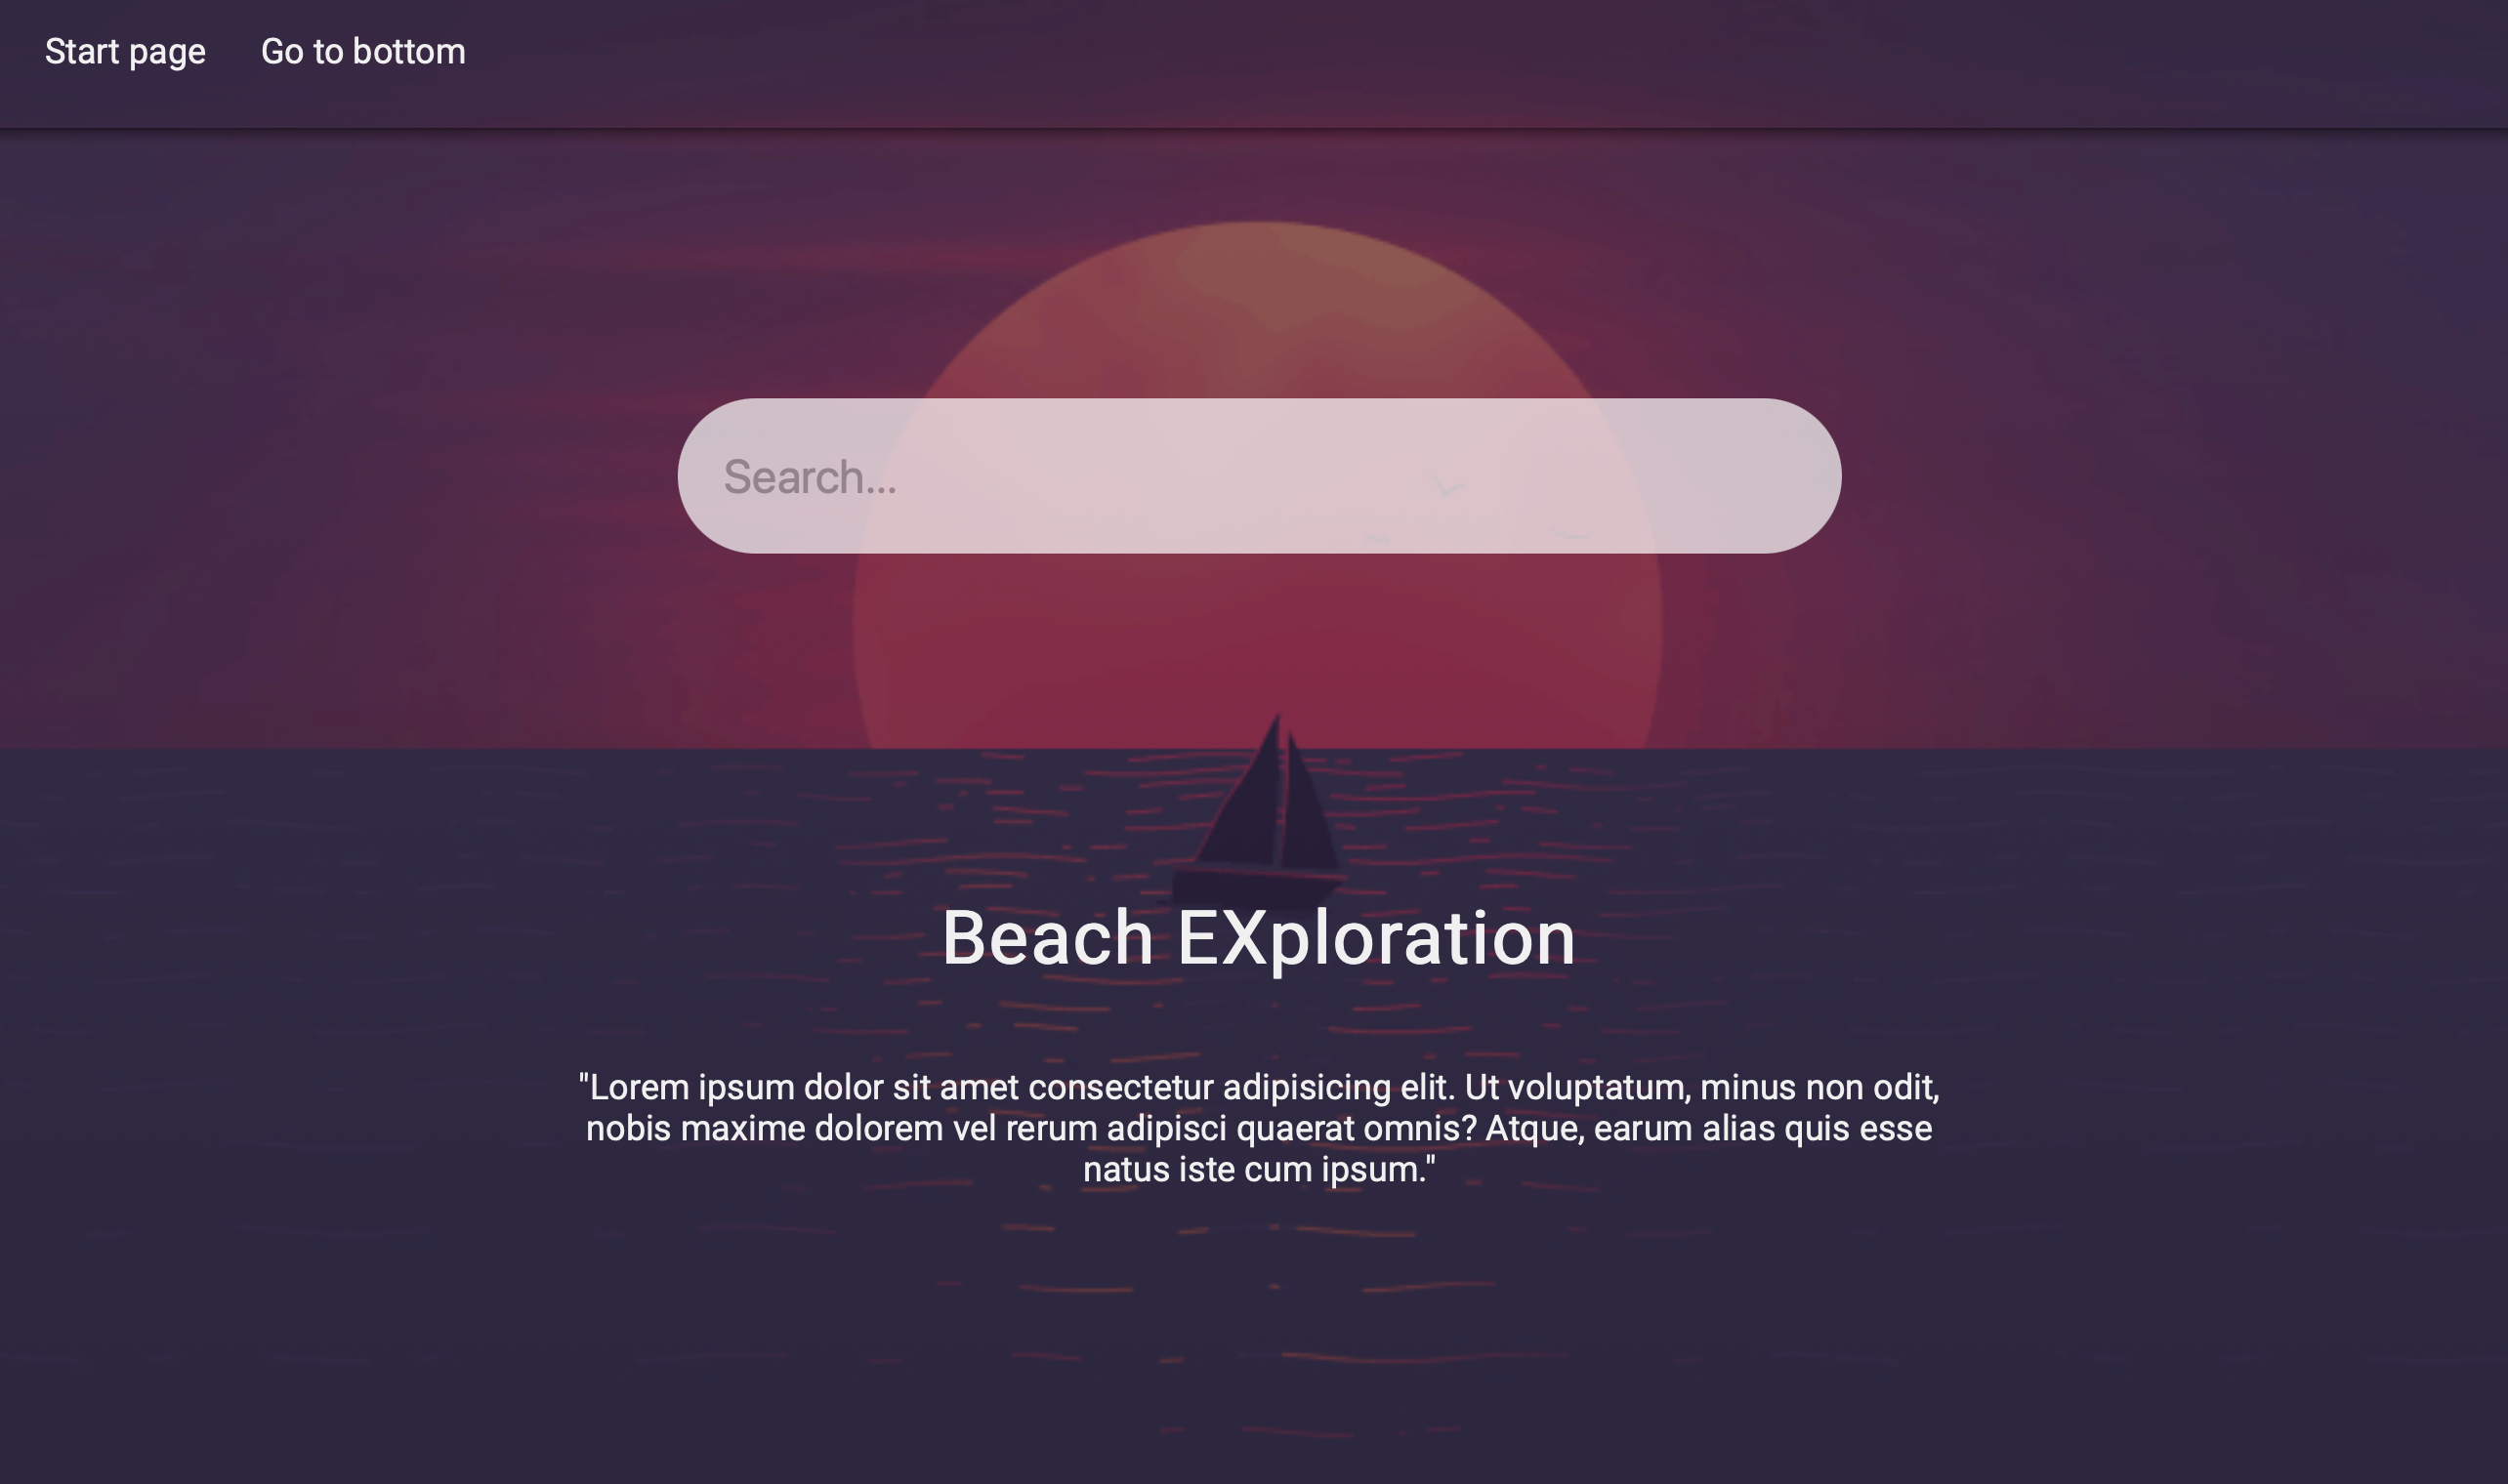 Start page Go to bottom
Search...
Beach EXploration
"Lorem ipsum dolor sit amet consectetur adipisicing elit. Ut voluptatum, minus non odit,
nobis maxime dolorem vel rerum adipisci quaerat omnis? Atque, earum alias quis esse
natus iste cum ipsum."